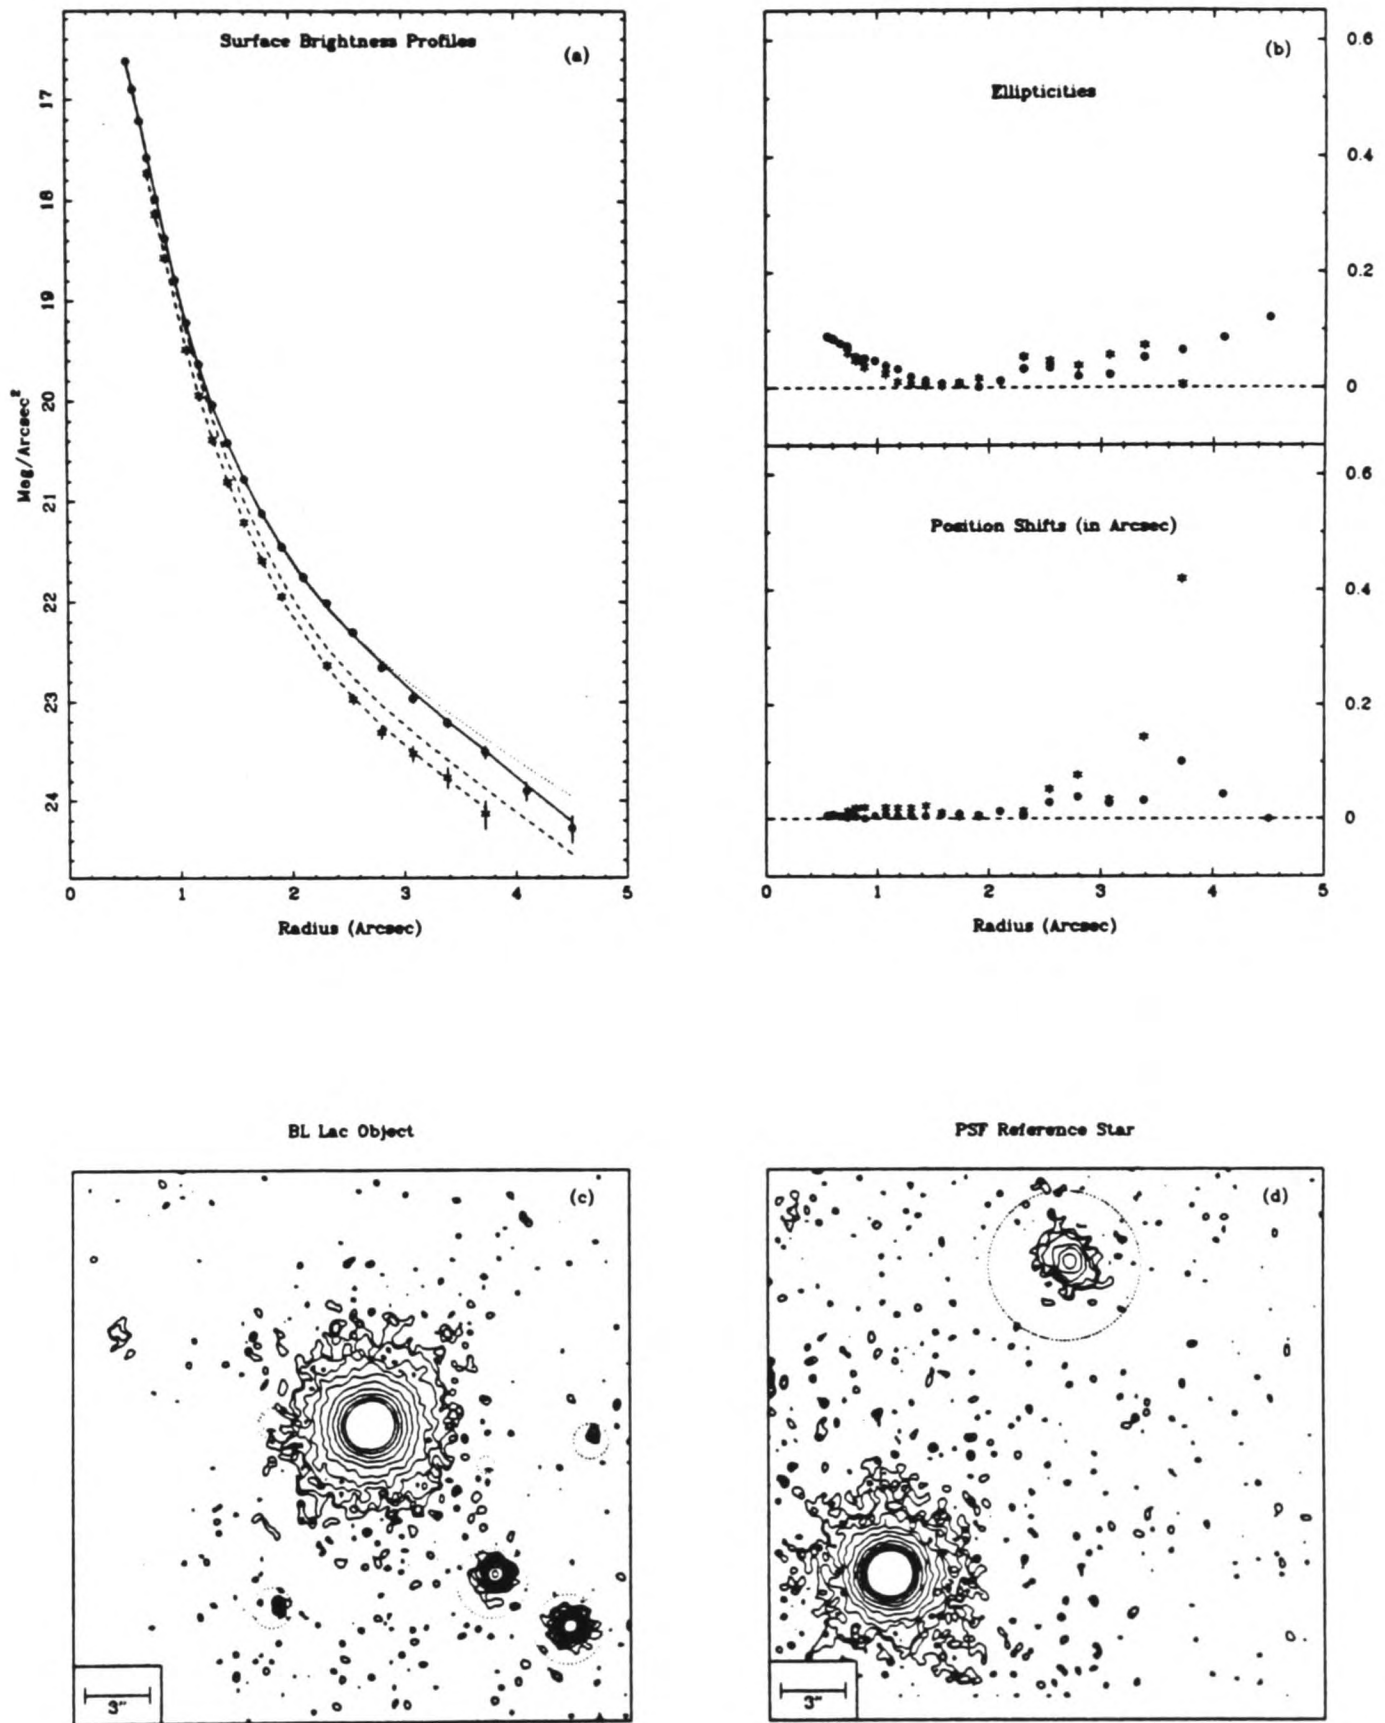 Surface Brightness Profiles
(a)
Mag/Arcsec²
17
18
19
20
21
22
23
24
0 1 2 3 4 5
Radius (Arcsec)
(b)
Ellipticities
0.6
0.4
0.2
0
Position Shifts (in Arcsec)
0.6
0.4
0.2
0
0 1 2 3 4 5
Radius (Arcsec)
BL Lac Object
(c)
3"
PSF Reference Star
(d)
3"